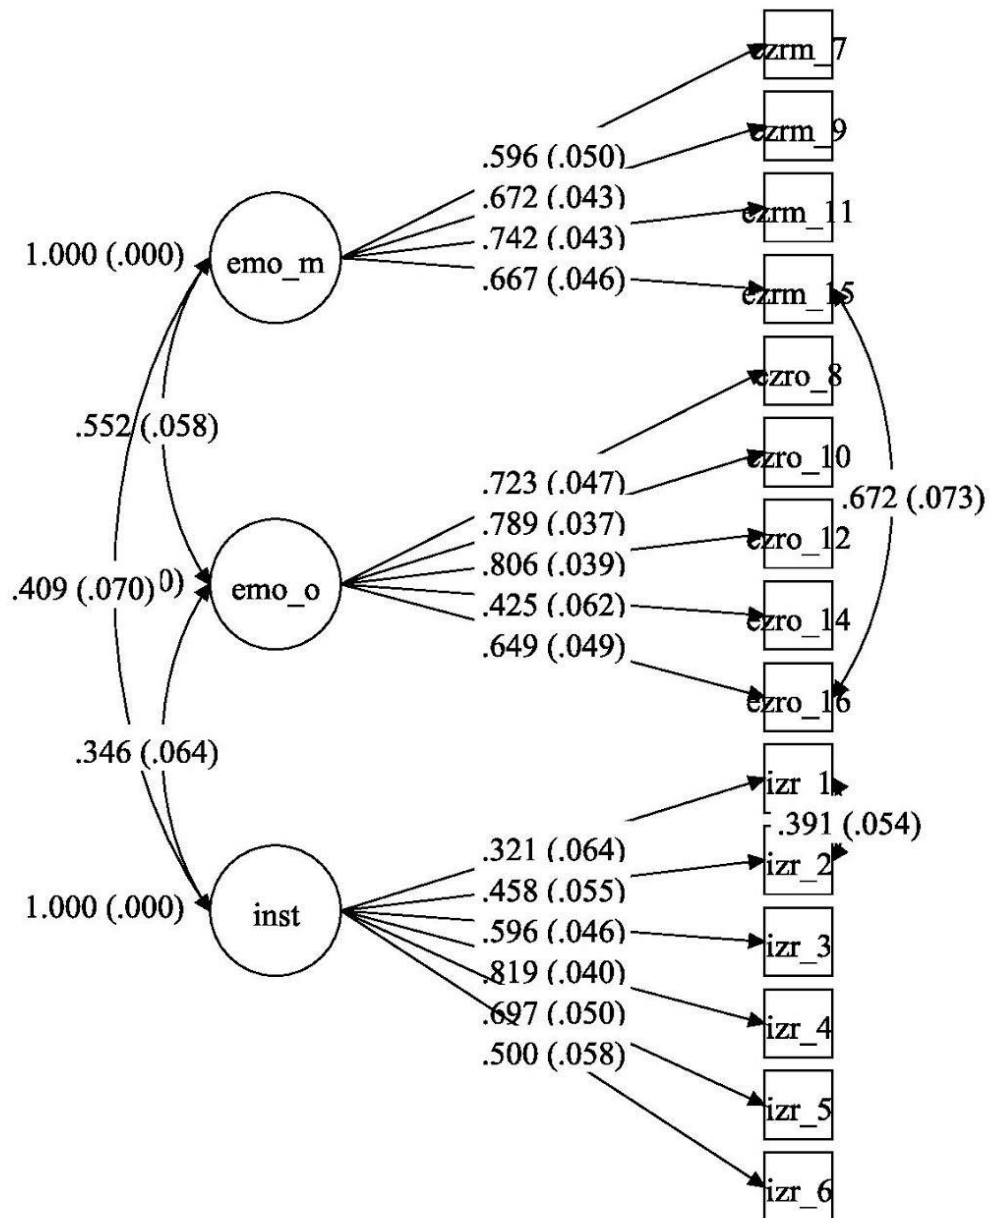 ezrm_7
.596 (.050)
ezrm_9
.672 (.043)
ezrm_11
.742 (.043)
ezrm_15
.667 (.046)
1.000 (.000)
emo_m
.552 (.058)
ezro_8
.723 (.047)
ezro_10
.789 (.037)
.672 (.073)
ezro_12
.806 (.039)
.409 (.070)
0)
emo_o
ezro_14
.425 (.062)
ezro_16
.649 (.049)
.346 (.064)
izr_1
.391 (.054)
.321 (.064)
izr_2
.458 (.055)
1.000 (.000)
inst
izr_3
.596 (.046)
.819 (.040)
izr_4
.697 (.050)
.500 (.058)
izr_5
izr_6